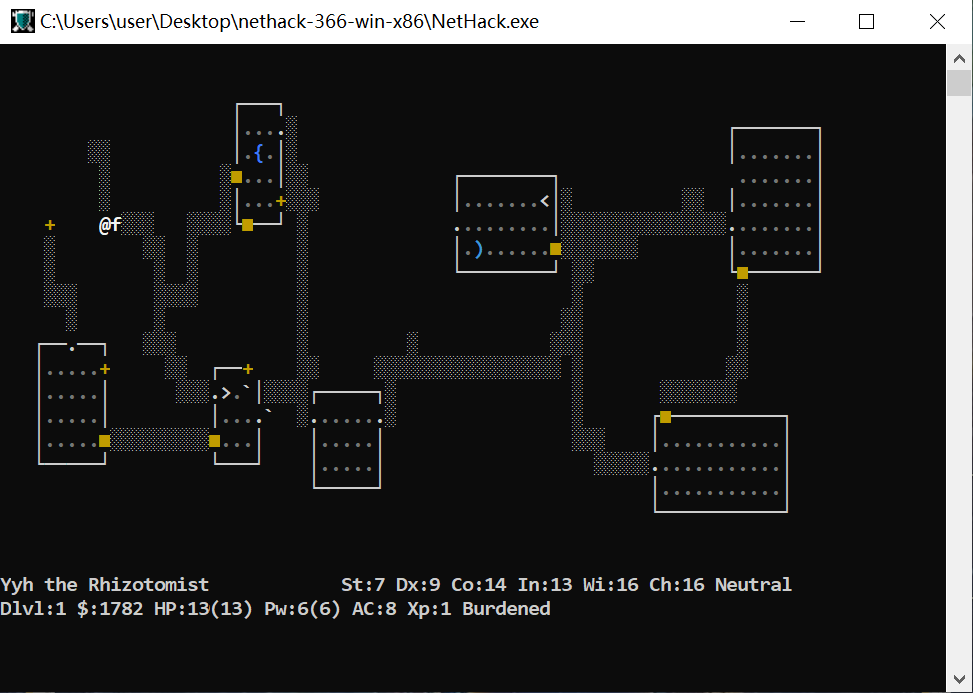 C:\Users\user\Desktop\nethack-366-win-x86\NetHack.exe
Yyh the Rhizotomist St:7 Dx:9 Co:14 In:13 Wi:16 Ch:16 Neutral
Dlvl:1 $:1782 HP:13(13) Pw:6(6) AC:8 Xp:1 Burdened